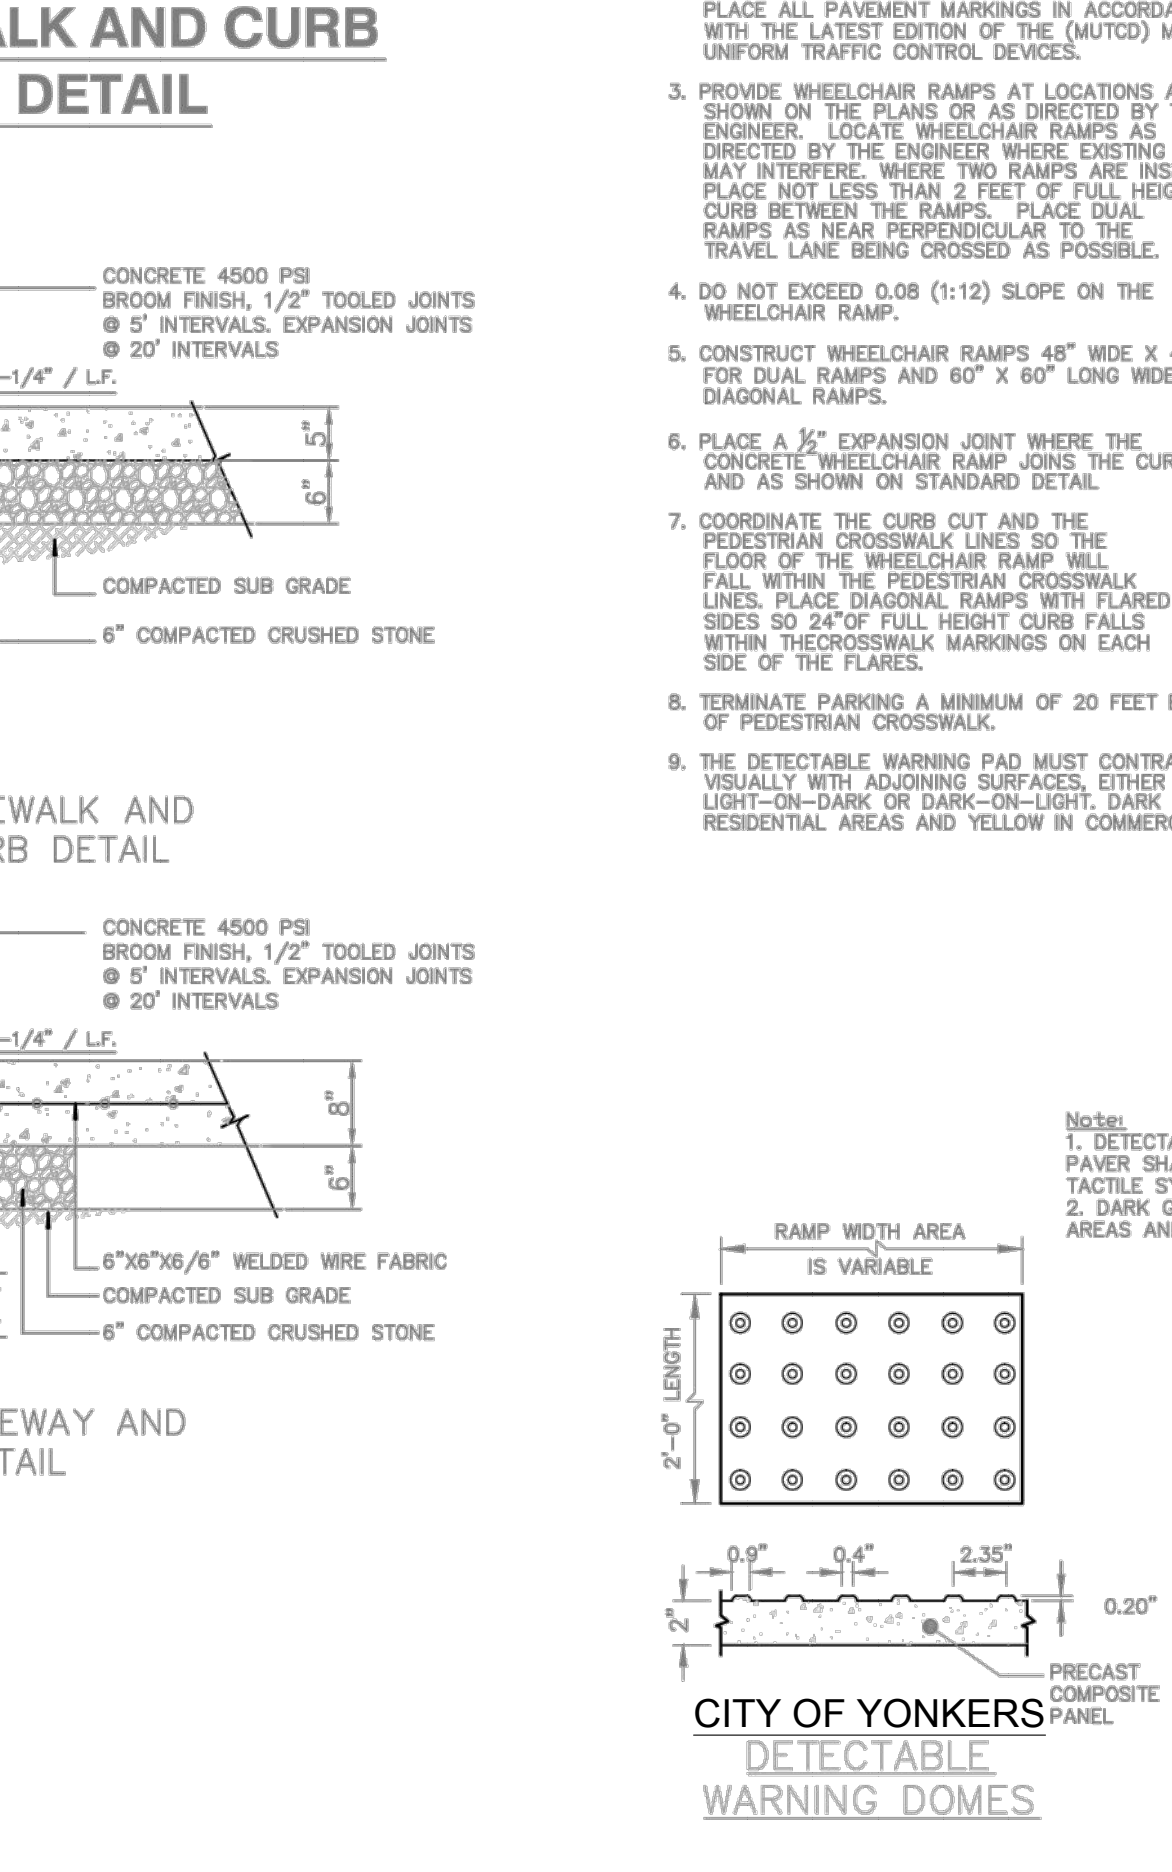 ALK AND CURB
DETAIL
CONCRETE 4500 PSI
BROOM FINISH, 1/2" TOOLED JOINTS
@ 5' INTERVALS. EXPANSION JOINTS
@ 20' INTERVALS
-1/4" / L.F.
5"
6"
COMPACTED SUB GRADE
6" COMPACTED CRUSHED STONE
EWALK AND
RB DETAIL
CONCRETE 4500 PSI
BROOM FINISH, 1/2" TOOLED JOINTS
@ 5' INTERVALS. EXPANSION JOINTS
@ 20' INTERVALS
-1/4" / L.F.
8"
6"
6"X6"X6/6" WELDED WIRE FABRIC
COMPACTED SUB GRADE
6" COMPACTED CRUSHED STONE
EWAY AND
TAIL
PLACE ALL PAVEMENT MARKINGS IN ACCORDA
WITH THE LATEST EDITION OF THE (MUTCD) M
UNIFORM TRAFFIC CONTROL DEVICES.
3. PROVIDE WHEELCHAIR RAMPS AT LOCATIONS A
SHOWN ON THE PLANS OR AS DIRECTED BY T
ENGINEER. LOCATE WHEELCHAIR RAMPS AS
DIRECTED BY THE ENGINEER WHERE EXISTING
MAY INTERFERE. WHERE TWO RAMPS ARE INS
PLACE NOT LESS THAN 2 FEET OF FULL HEIG
CURB BETWEEN THE RAMPS. PLACE DUAL
RAMPS AS NEAR PERPENDICULAR TO THE
TRAVEL LANE BEING CROSSED AS POSSIBLE.
4. DO NOT EXCEED 0.08 (1:12) SLOPE ON THE
WHEELCHAIR RAMP.
5. CONSTRUCT WHEELCHAIR RAMPS 48" WIDE X 4
FOR DUAL RAMPS AND 60" X 60" LONG WIDE
DIAGONAL RAMPS.
6. PLACE A ½" EXPANSION JOINT WHERE THE
CONCRETE WHEELCHAIR RAMP JOINS THE CUR
AND AS SHOWN ON STANDARD DETAIL
7. COORDINATE THE CURB CUT AND THE
PEDESTRIAN CROSSWALK LINES SO THE
FLOOR OF THE WHEELCHAIR RAMP WILL
FALL WITHIN THE PEDESTRIAN CROSSWALK
LINES. PLACE DIAGONAL RAMPS WITH FLARED
SIDES SO 24"OF FULL HEIGHT CURB FALLS
WITHIN THECROSSWALK MARKINGS ON EACH
SIDE OF THE FLARES.
8. TERMINATE PARKING A MINIMUM OF 20 FEET
OF PEDESTRIAN CROSSWALK.
9. THE DETECTABLE WARNING PAD MUST CONTRA
VISUALLY WITH ADJOINING SURFACES, EITHER
LIGHT-ON-DARK OR DARK-ON-LIGHT. DARK
RESIDENTIAL AREAS AND YELLOW IN COMMERC
Note:
1. DETECTA
PAVER SHA
TACTILE SY
2. DARK G
AREAS AN
RAMP WIDTH AREA
IS VARIABLE
2'-0" LENGTH
0.9"
0.4"
2.35"
2"
0.20"
PRECAST
COMPOSITE
PANEL
CITY OF YONKERS
DETECTABLE
WARNING DOMES